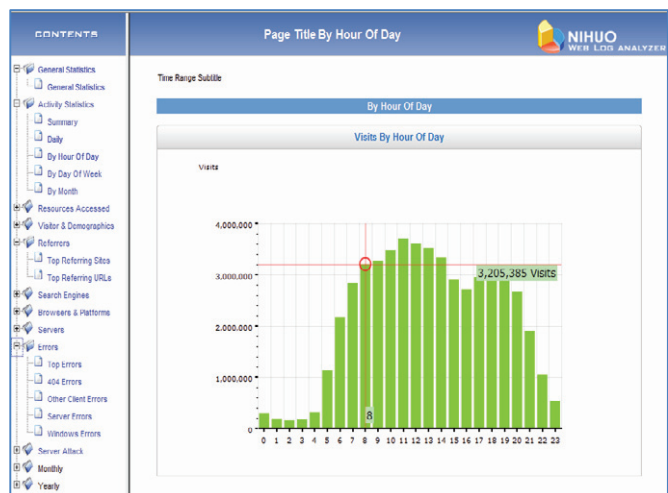 CONTENTS
Page Title By Hour Of Day
NIHUO
WEB LOG ANALYZER
General Statistics
General Statistics
Activity Statistics
Summary
Daily
By Hour Of Day
By Day Of Week
By Month
Resources Accessed
Visitor & Demographics
Referrers
Top Referring Sites
Top Referring URLs
Search Engines
Browsers & Platforms
Servers
Errors
Top Errors
404 Errors
Other Client Errors
Server Errors
Windows Errors
Server Attack
Monthly
Yearly
Time Range Subtitle
By Hour Of Day
Visits By Hour Of Day
Visits
4,000,000
3,000,000
2,000,000
1,000,000
0
3,205,385 Visits
8
0 1 2 3 4 5 6 7 8 9 10 11 12 13 14 15 16 17 18 19 20 21 22 23